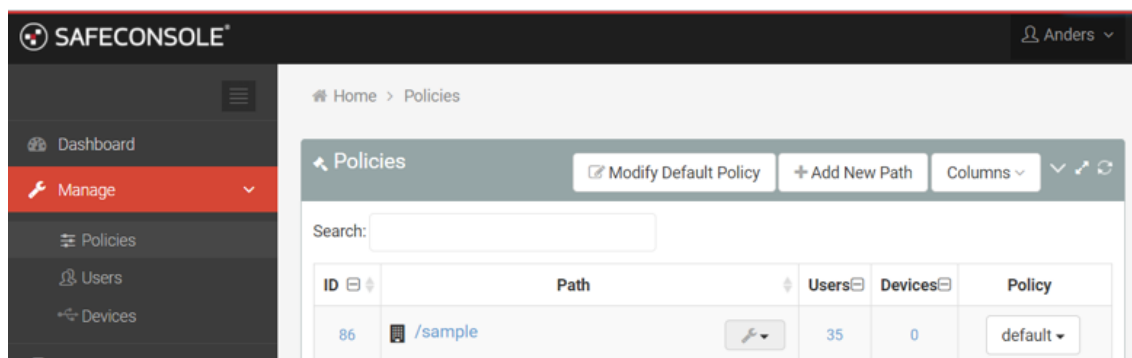 SAFECONSOLE®
Anders
Home > Policies
Dashboard
Manage
Policies
Users
Devices
Policies
Modify Default Policy
Add New Path
Columns
Search:
ID Path Users Devices Policy
86 /sample 35 0 default